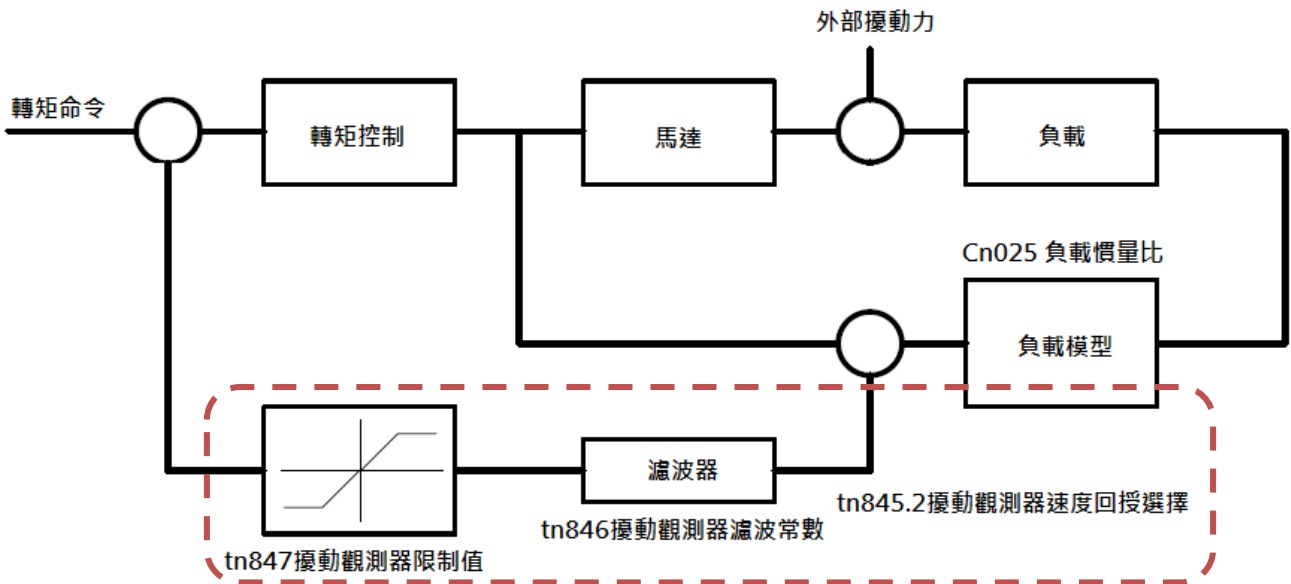 外部擾動力
轉矩命令
轉矩控制
馬達
負載
Cn025 負載慣量比
負載模型
濾波器
tn845.2擾動觀測器速度回授選擇
tn846擾動觀測器濾波常數
tn847擾動觀測器限制值